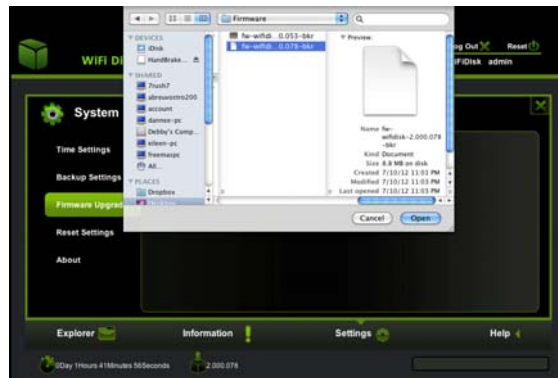 Firmware
DEVICES
iDisk
HandBrake...
SHARED
7rush7
abreuvostro200
account
dannee-pc
Debby's Comp...
eileen-pc
freemaspc
All...
PLACES
Dropbox
fw-wifidi...0.053-bkr
fw-wifidi...0.078-bkr
Preview:
Name fw-
wifidisk-2.000.078
-bkr
Kind Document
Size 8.8 MB on disk
Created 7/10/12 11:01 PM
Modified 7/10/12 11:03 PM
Last opened 7/12/12 11:03 PM
Cancel
Open
WiFi Di
og Out
Reset
iFiDisk admin
System
Time Settings
Backup Settings
Firmware Upgrad
Reset Settings
About
Explorer
Information
Settings
Help
0Day 1Hours 41Minutes 56Seconds
2.000.078